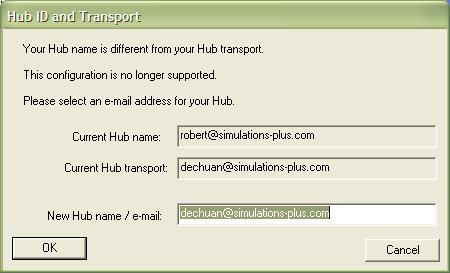 Hub ID and Transport
Your Hub name is different from your Hub transport.
This configuration is no longer supported.
Please select an e-mail address for your Hub.
Current Hub name: robert@simulations-plus.com
Current Hub transport: dechuan@simulations-plus.com
New Hub name / e-mail: dechuan@simulations-plus.com
OK Cancel